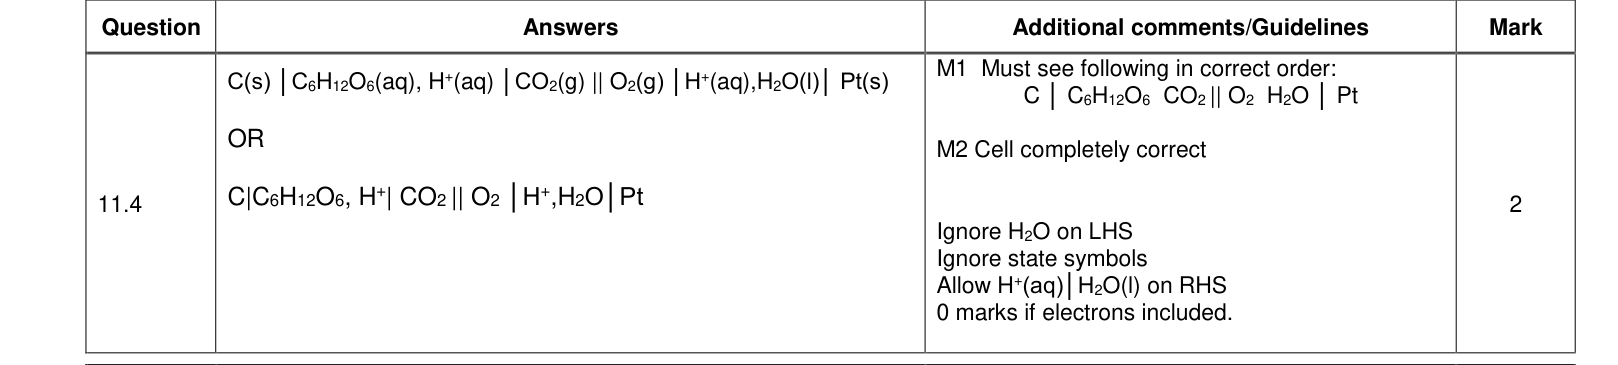 Question Answers Additional comments/Guidelines Mark
11.4
C(s) │C₆H₁₂O₆(aq), H⁺(aq) │CO₂(g) || O₂(g) │H⁺(aq),H₂O(l)│ Pt(s)
OR
C|C₆H₁₂O₆, H⁺| CO₂ || O₂ │H⁺,H₂O│Pt
M1 Must see following in correct order:
C │ C₆H₁₂O₆ CO₂ || O₂ H₂O │ Pt
M2 Cell completely correct
Ignore H₂O on LHS
Ignore state symbols
Allow H⁺(aq)│H₂O(l) on RHS
0 marks if electrons included.
2